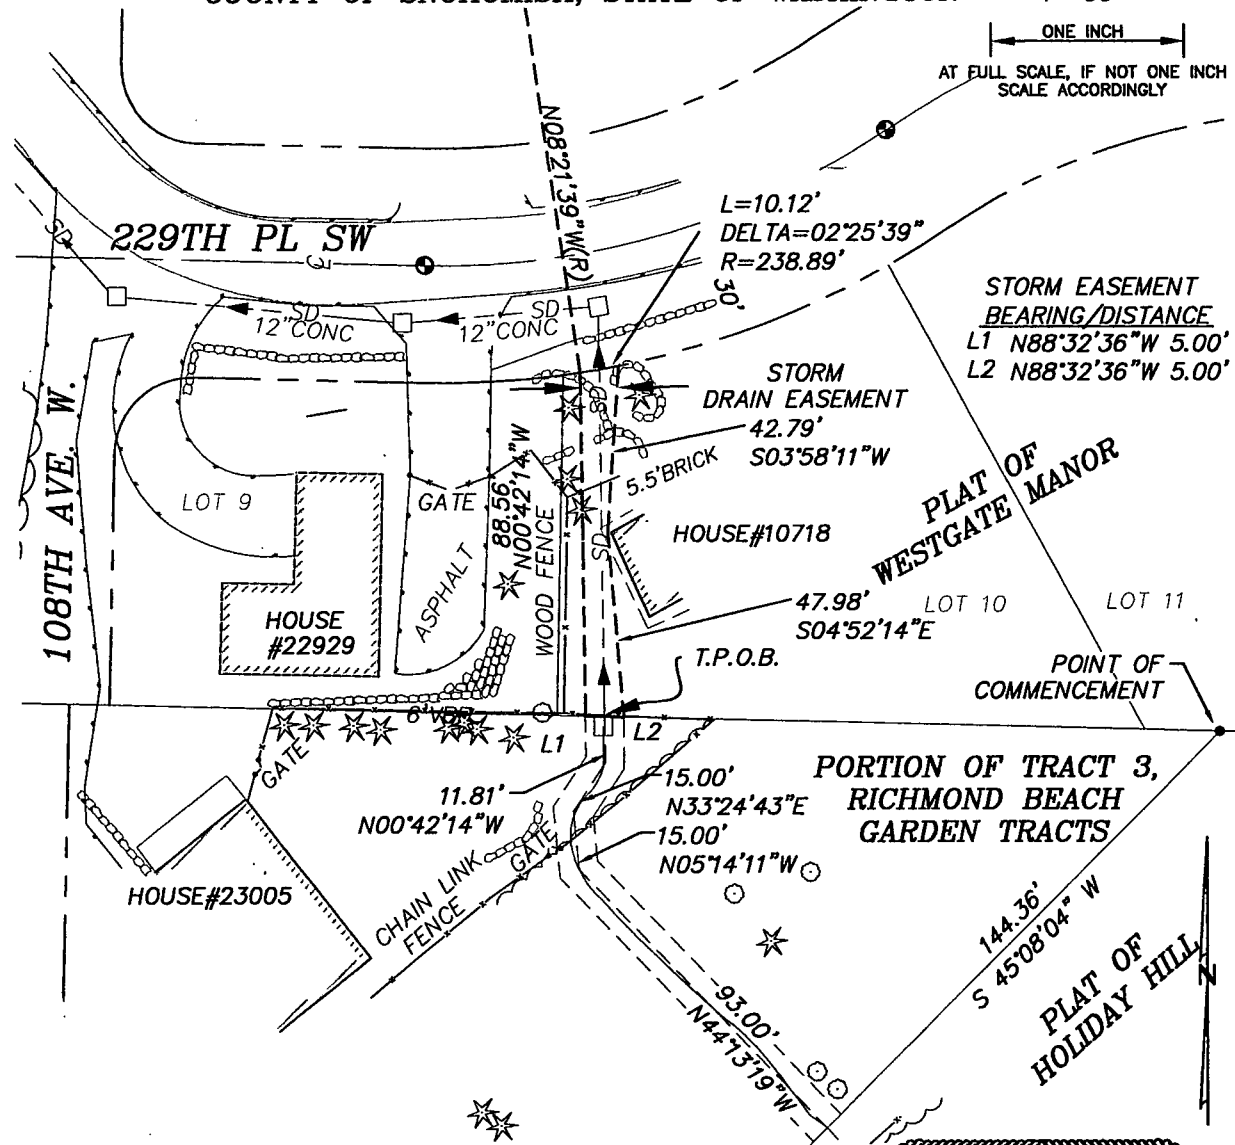 ONE INCH
AT FULL SCALE, IF NOT ONE INCH
SCALE ACCORDINGLY
N08°21'39"W(R)
L=10.12'
DELTA=02°25'39"
R=238.89'
SD
229TH PL SW
30'
STORM EASEMENT
BEARING/DISTANCE
L1 N88°32'36"W 5.00'
L2 N88°32'36"W 5.00'
SD
12"CONC
SD
12"CONC
STORM
DRAIN EASEMENT
42.79'
S03°58'11"W
108TH AVE. W.
LOT 9
GATE
88.56'
N00°42'14"W
5.5'BRICK
PLAT OF
WESTGATE MANOR
HOUSE#10718
SD
ASPHALT
WOOD FENCE
HOUSE
#22929
47.98'
S04°52'14"E
LOT 10
LOT 11
T.P.O.B.
POINT OF
COMMENCEMENT
L1
L2
GATE
11.81'
N00°42'14"W
15.00'
N33°24'43"E
15.00'
N05°14'11"W
PORTION OF TRACT 3,
RICHMOND BEACH
GARDEN TRACTS
HOUSE#23005
CHAIN LINK
FENCE
GATE
144.36'
S 45°08'04" W
93.00'
N44°13'19"W
PLAT OF
HOLIDAY HILL
N